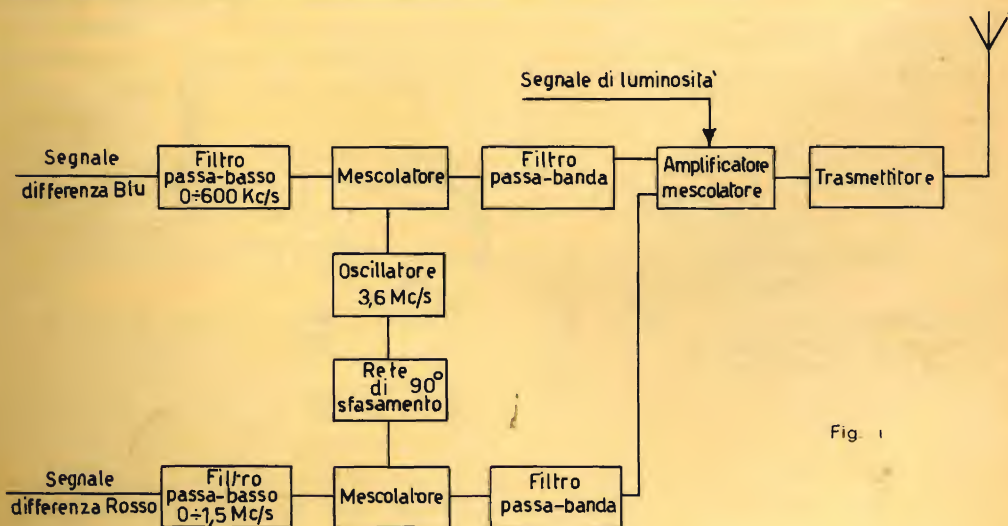 Segnale di luminosità
Segnale
differenza Blu
Filtro
passa-basso
0÷600 Kc/s
Mescolatore
Filtro
passa-banda
Amplificatore
mescolatore
Trasmettitore
Oscillatore
3,6 Mc/s
Rete
di 90°
sfasamento
Fig. 1
Segnale
differenza Rosso
Filtro
passa-basso
0÷1,5 Mc/s
Mescolatore
Filtro
passa-banda